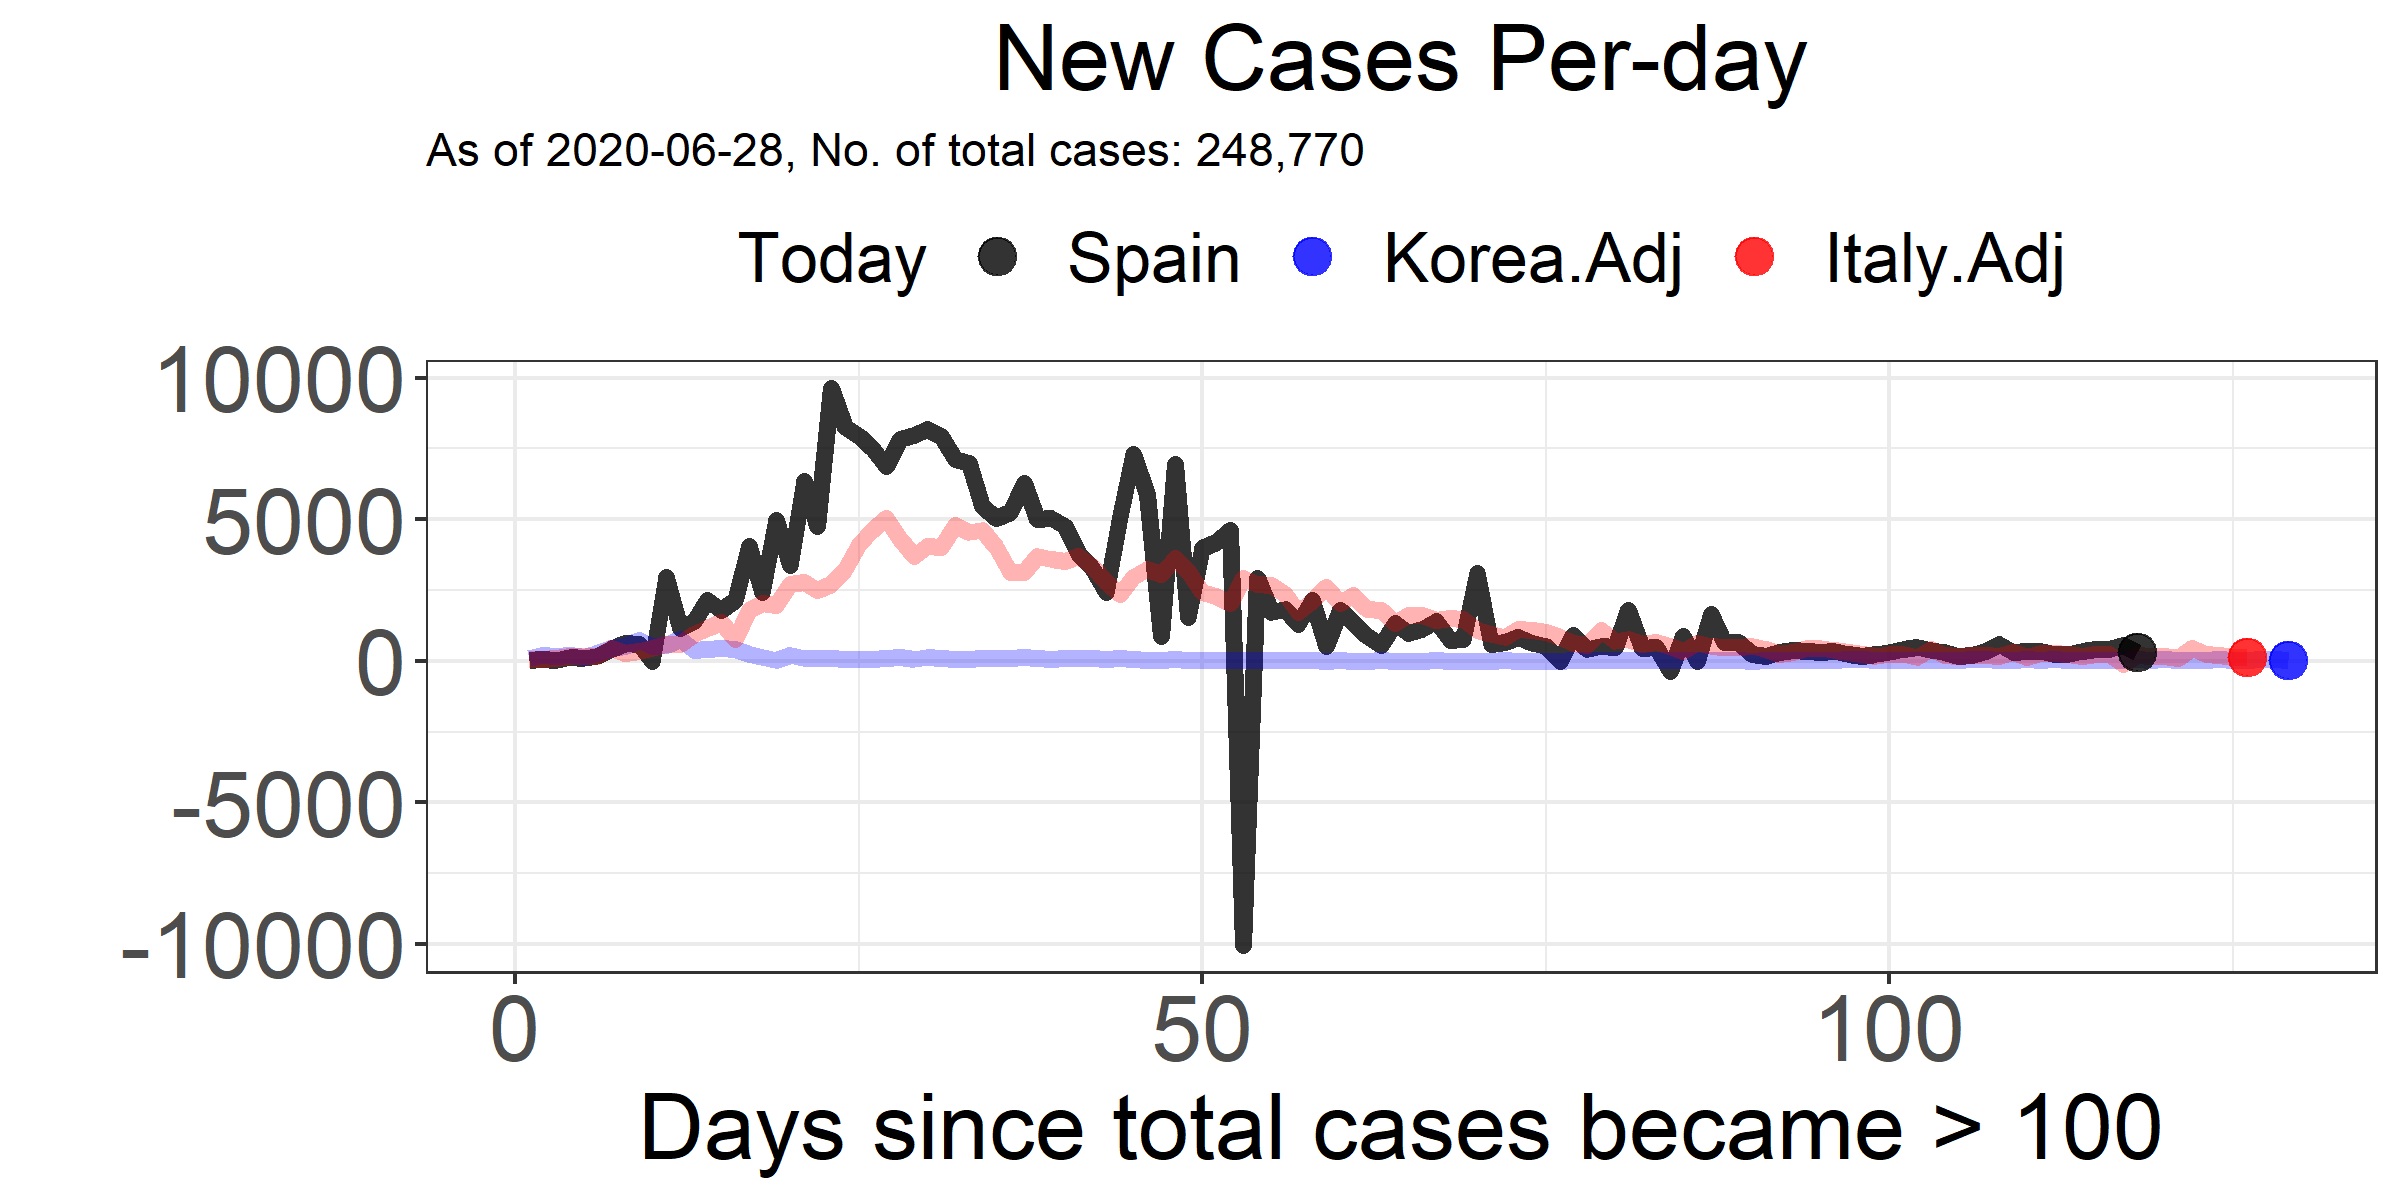 New Cases Per-day
As of 2020-06-28, No. of total cases: 248,770
Today Spain Korea.Adj Italy.Adj
10000
5000
0
-5000
-10000
0 50 100
Days since total cases became > 100